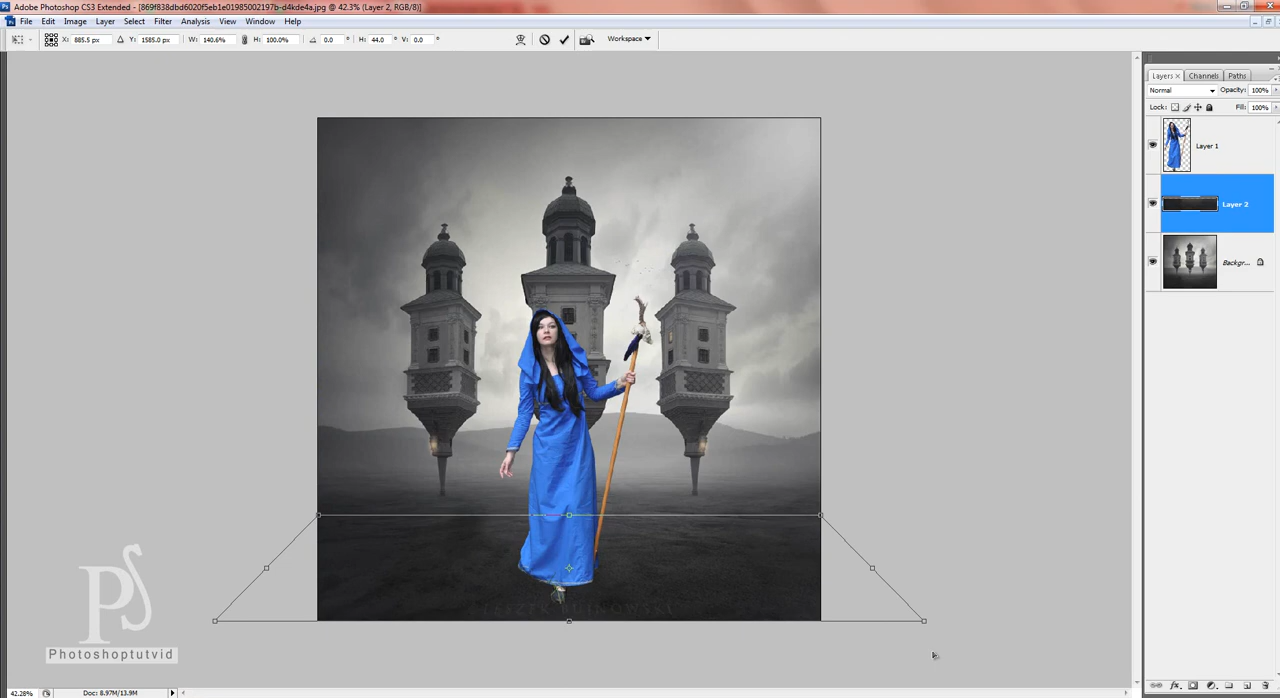 Adobe Photoshop CS3 Extended - [869f838dbd6020f5eb1e01985002197b-d4kde4a.jpg @ 42.3% (Layer 2, RGB/8)]
File Edit Image Layer Select Filter Analysis View Window Help
X: 885.5 px Y: 1585.0 px W: 140.6% H: 100.0% 0.0 ° H: 44.0 ° V: 0.0 ° Workspace
Layers × Channels Paths
Normal Opacity: 100%
Lock: Fill: 100%
Layer 1
Layer 2
Backgr...
LESZEK BUJNOWSKI
PS
Photoshoptutvid
42.28% Doc: 8.97M/13.9M